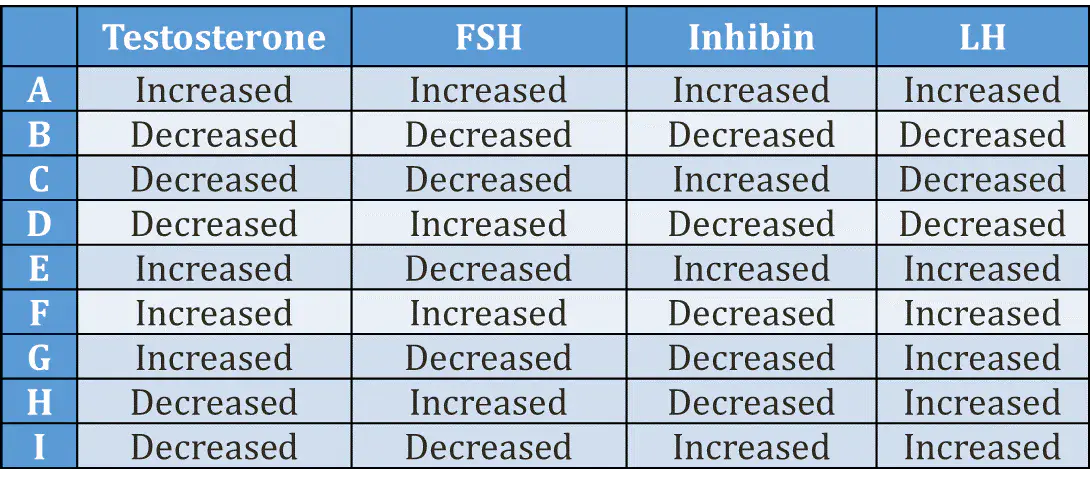 Testosterone FSH Inhibin LH
A Increased Increased Increased Increased
B Decreased Decreased Decreased Decreased
C Decreased Decreased Increased Decreased
D Decreased Increased Decreased Decreased
E Increased Decreased Increased Increased
F Increased Increased Decreased Increased
G Increased Decreased Decreased Increased
H Decreased Increased Decreased Increased
I Decreased Decreased Increased Increased